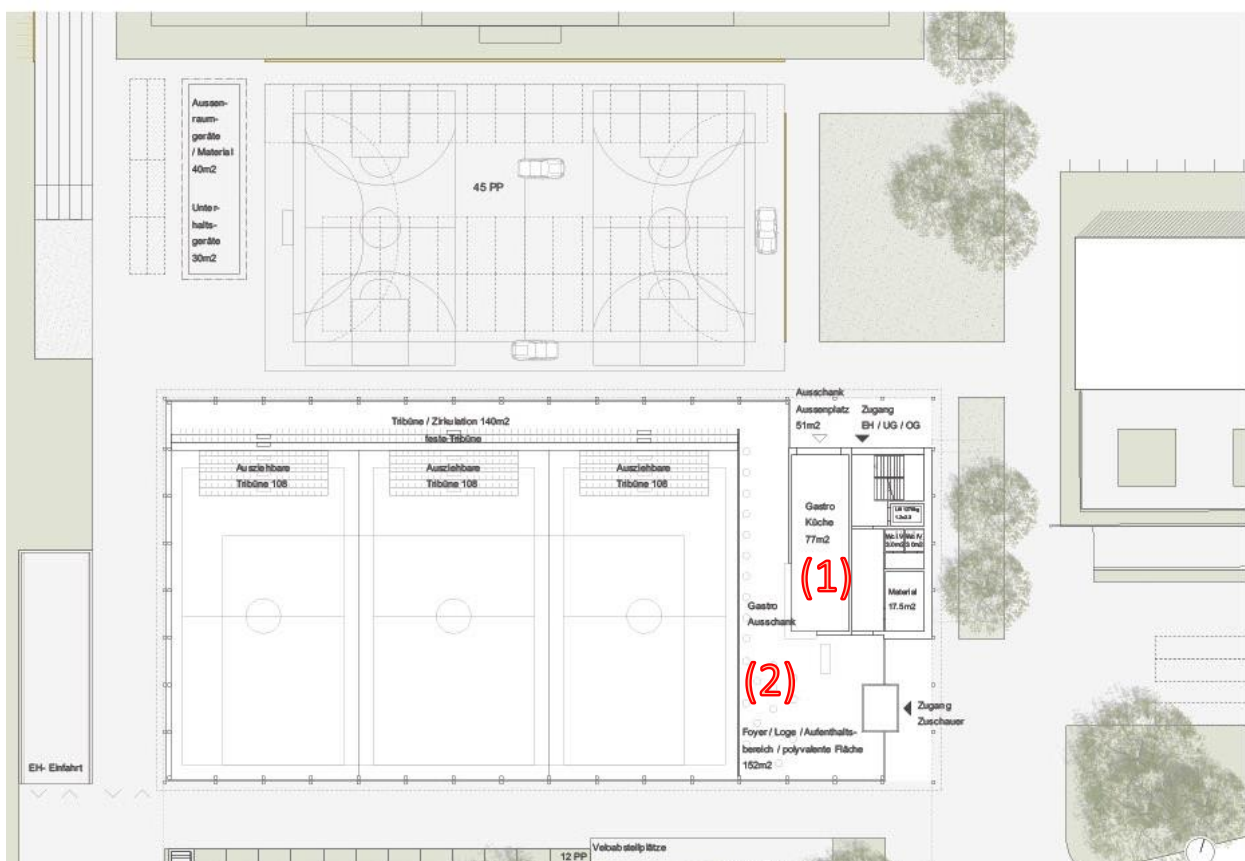 Aussen-
raum-
geräte
/ Material
40m2
Unter-
halts-
geräte
30m2
45 PP
Ausschank
Aussenplatz
51m2
Zugang
EH / UG / OG
Tribüne / Zirkulation 140m2
feste Tribüne
Ausziehbare
Tribüne 108
Ausziehbare
Tribüne 108
Ausziehbare
Tribüne 108
Gastro
Küche
77m2
(1)
Material
17.5m2
Gastro
Ausschank
(2)
Zugang
Zuschauer
Foyer / Loge / Aufenthalts-
bereich / polyvalente Fläche
152m2
EH- Einfahrt
Veloabstellplätze
12 PP